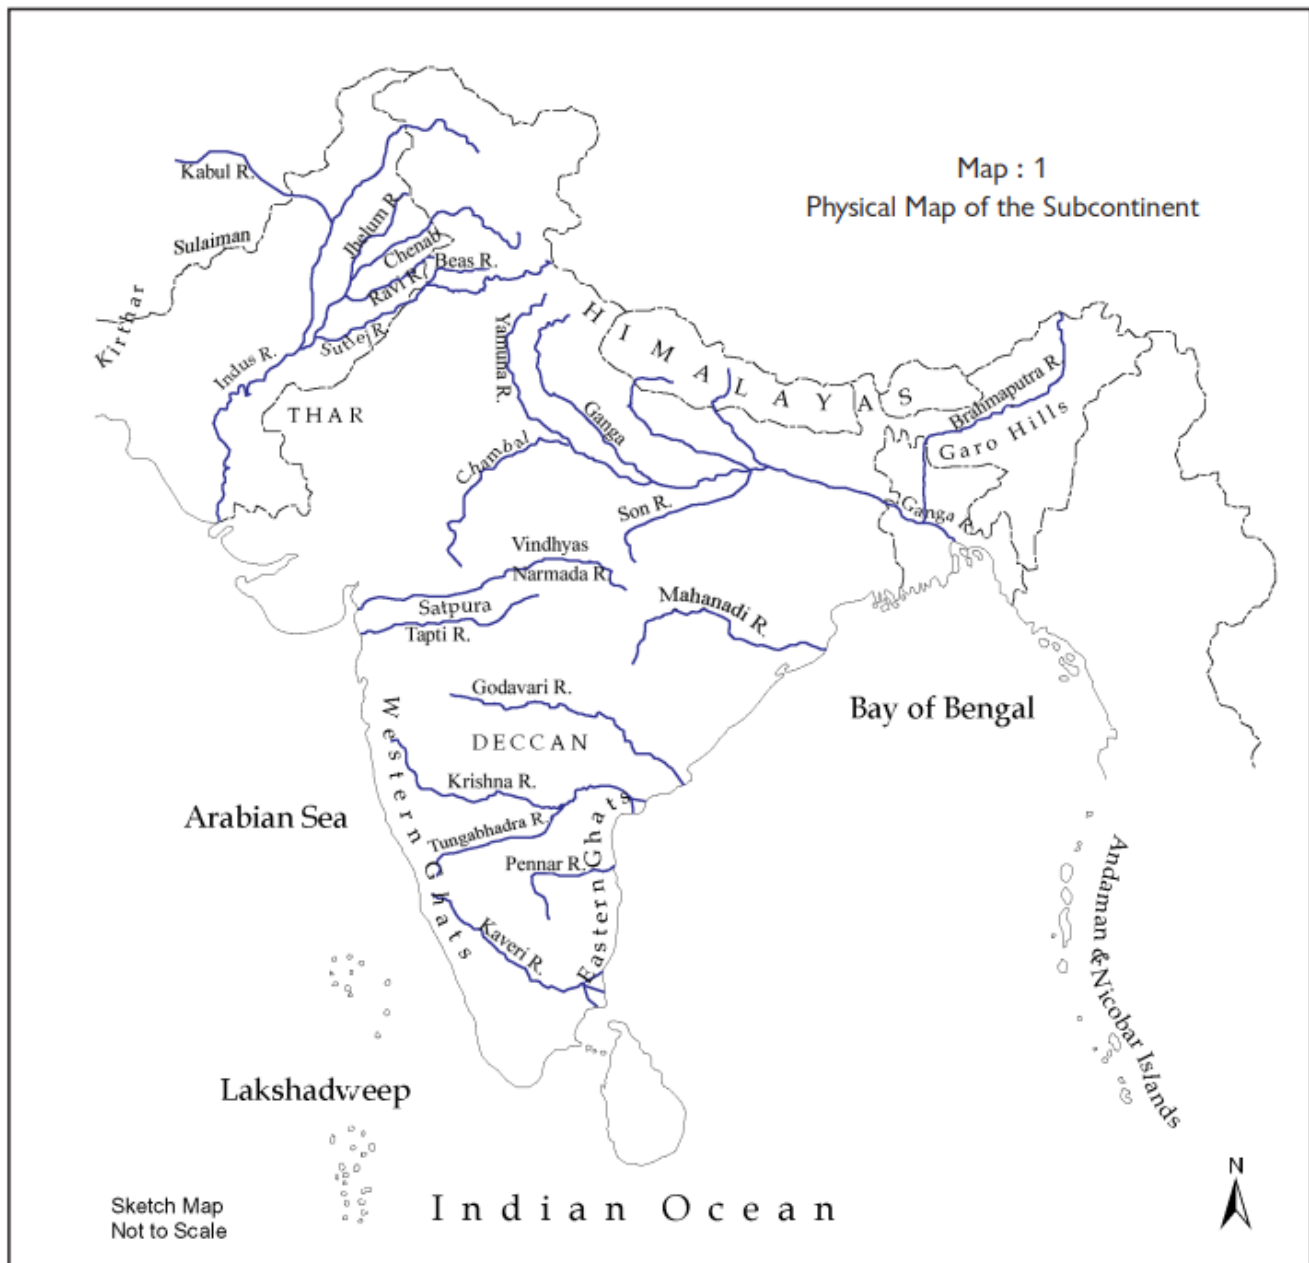 Map : 1
Physical Map of the Subcontinent
Kabul R.
Sulaiman
Kirthar
Jhelum R.
Chenab
Ravi R.
Beas R.
Sutlej R.
Indus R.
THAR
HIMALAYAS
Yamuna R.
Ganga
Chambal
Brahmaputra R.
Garo Hills
Ganga R.
Son R.
Vindhyas
Narmada R.
Satpura
Tapti R.
Mahanadi R.
Godavari R.
DECCAN
Bay of Bengal
Western Ghats
Krishna R.
Arabian Sea
Tungabhadra R.
Eastern Ghats
Pennar R.
Kaveri R.
Andaman & Nicobar Islands
Lakshadweep
Indian Ocean
Sketch Map
Not to Scale
N